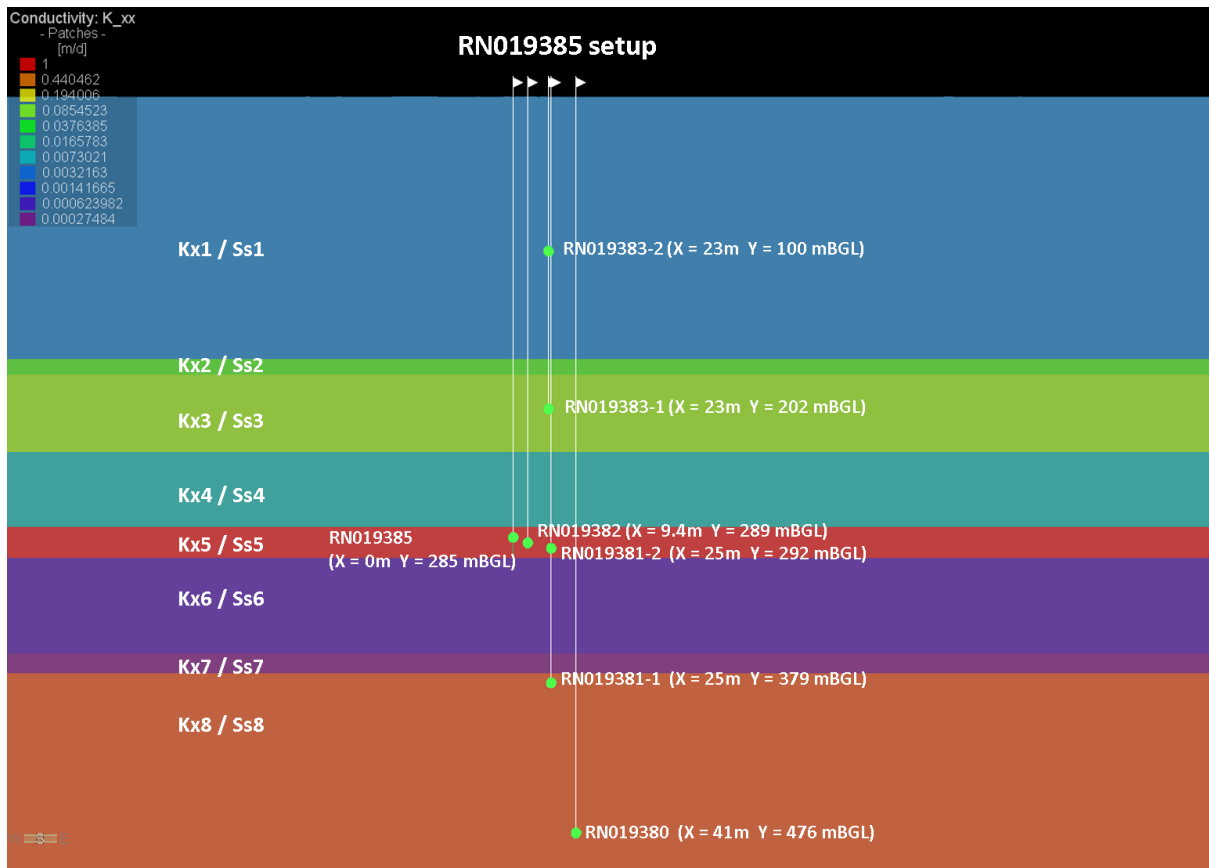 Conductivity: K_xx
- Patches -
[m/d]
1
0.440462
0.194006
0.0854523
0.0376385
0.0165783
0.0073021
0.0032163
0.00141665
0.000623982
0.00027484
RN019385 setup
Kx1 / Ss1
RN019383-2 (X = 23m Y = 100 mBGL)
Kx2 / Ss2
RN019383-1 (X = 23m Y = 202 mBGL)
Kx3 / Ss3
Kx4 / Ss4
RN019382 (X = 9.4m Y = 289 mBGL)
RN019385
(X = 0m Y = 285 mBGL)
Kx5 / Ss5
RN019381-2 (X = 25m Y = 292 mBGL)
Kx6 / Ss6
Kx7 / Ss7
RN019381-1 (X = 25m Y = 379 mBGL)
Kx8 / Ss8
RN019380 (X = 41m Y = 476 mBGL)
S